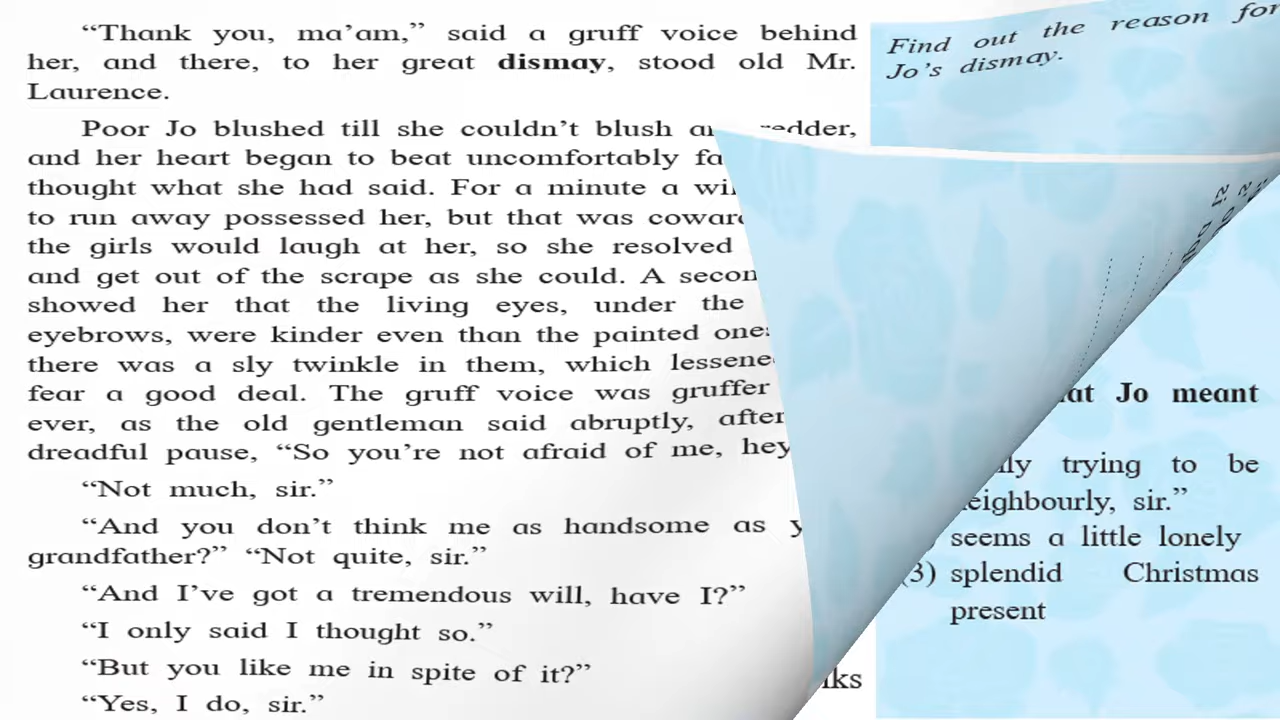 “Thank you, ma’am,” said a gruff voice behind
her, and there, to her great dismay, stood old Mr.
Laurence.
Poor Jo blushed till she couldn’t blush redder,
and her heart began to beat uncomfortably
thought what she had said. For a minute a
to run away possessed her, but that was
the girls would laugh at her, so she resolved
and get out of the scrape as she could. A
showed her that the living eyes, under the
eyebrows, were kinder even than the painted
there was a sly twinkle in them, which
fear a good deal. The gruff voice was gruffer
ever, as the old gentleman said abruptly, after
dreadful pause, “So you’re not afraid of me, hey
“Not much, sir.”
“And you don’t think me as handsome as
grandfather?” “Not quite, sir.”
“And I’ve got a tremendous will, have I?”
“I only said I thought so.”
“But you like me in spite of it?”
“Yes, I do, sir.”
Find out the reason for
Jo’s dismay.
Jo meant
trying to be
sir.”
seems a little lonely
(3) splendid Christmas
present